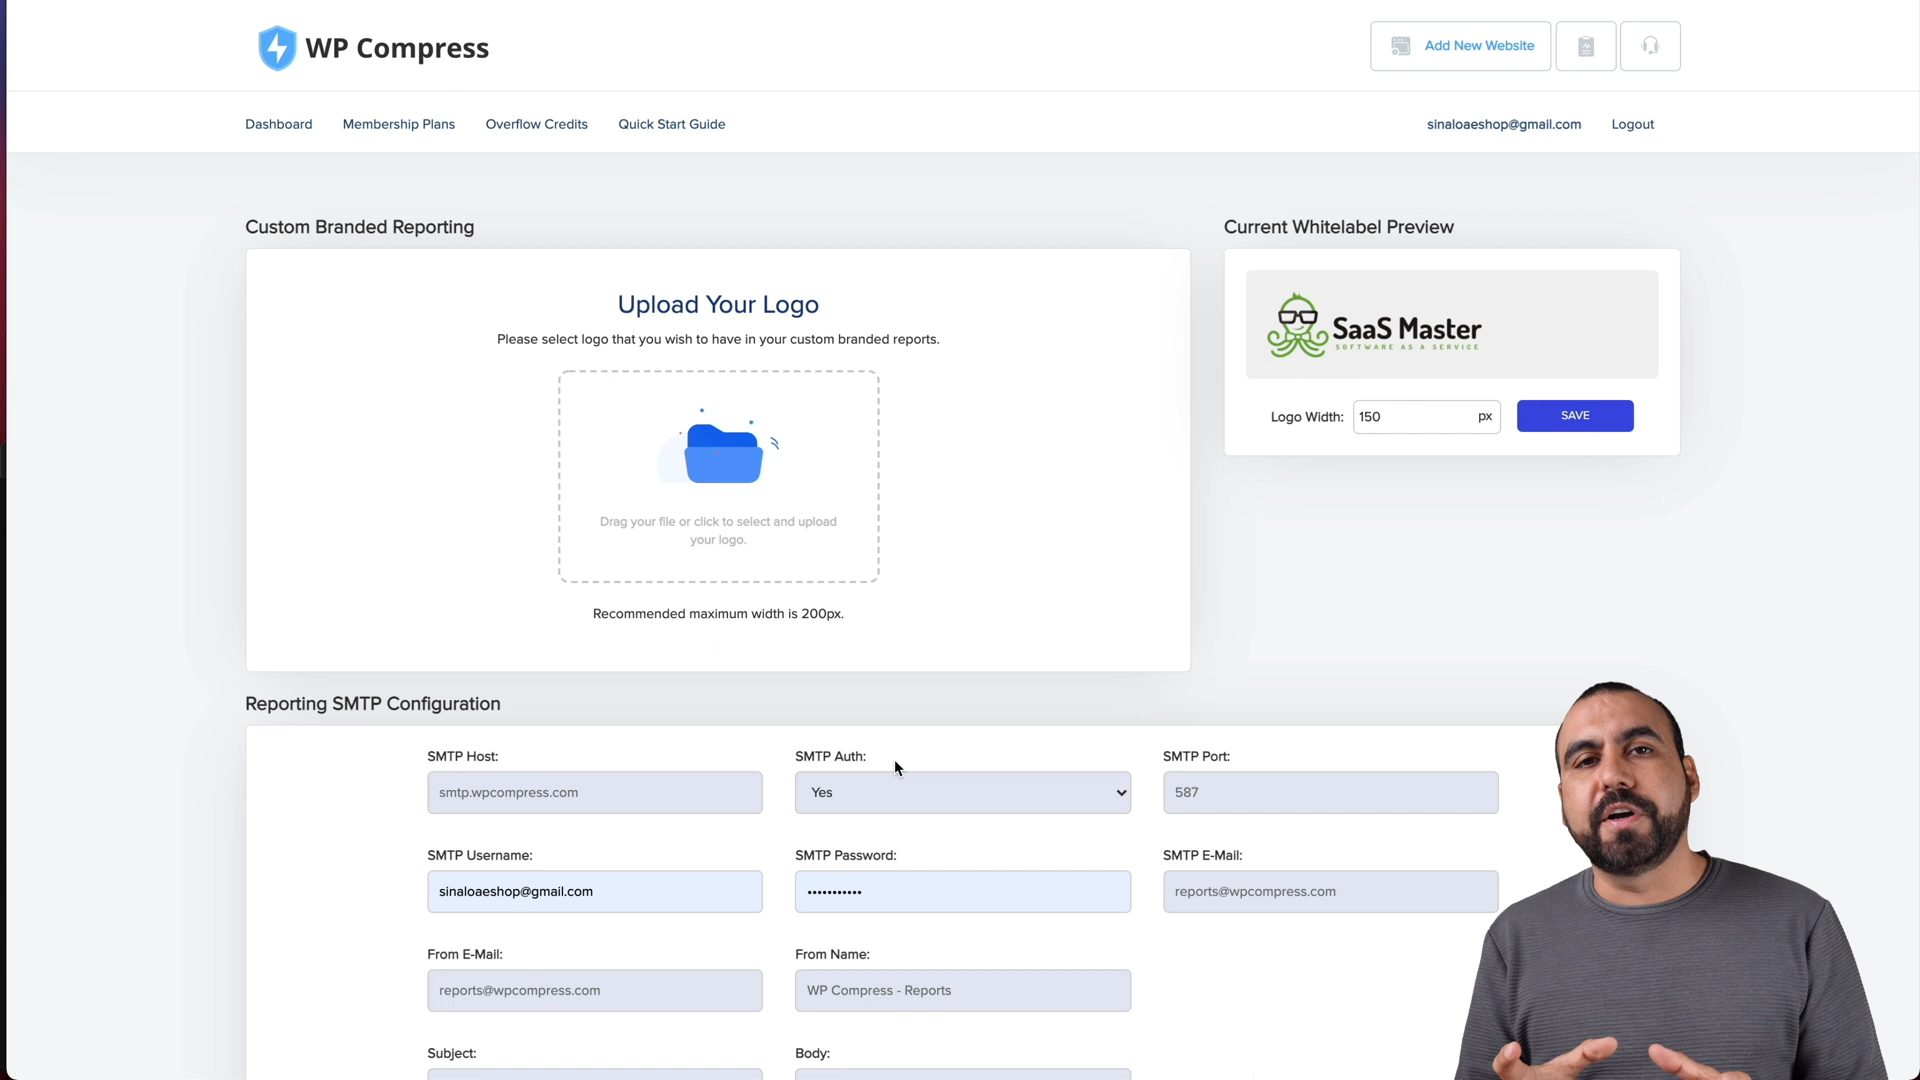 WP Compress
Add New Website
Dashboard
Membership Plans
Overflow Credits
Quick Start Guide
sinaloaeshop@gmail.com
Logout
Custom Branded Reporting
Upload Your Logo
Please select logo that you wish to have in your custom branded reports.
Drag your file or click to select and upload
your logo.
Recommended maximum width is 200px.
Current Whitelabel Preview
SaaS Master
SOFTWARE AS A SERVICE
Logo Width:
150
px
SAVE
Reporting SMTP Configuration
SMTP Host:
smtp.wpcompress.com
SMTP Auth:
Yes
SMTP Port:
587
SMTP Username:
sinaloaeshop@gmail.com
SMTP Password:
•••••••••••
SMTP E-Mail:
reports@wpcompress.com
From E-Mail:
reports@wpcompress.com
From Name:
WP Compress - Reports
Subject:
Body: